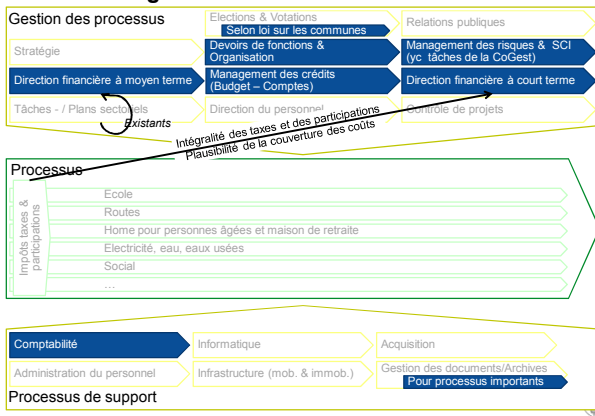 Gestion des processus
Elections & Votations
Selon loi sur les communes
Relations publiques
Stratégie
Devoirs de fonctions &
Organisation
Management des risques & SCI
(yc tâches de la CoGest)
Direction financière à moyen terme
Management des crédits
(Budget – Comptes)
Direction financière à court terme
Tâches - / Plans sectoriels
Existants
Direction du personnel
Contrôle de projets
Intégralité des taxes et des participations
Plausibilité de la couverture des coûts
Processus
Impôts taxes &
participations
Ecole
Routes
Home pour personnes âgées et maison de retraite
Electricité, eau, eaux usées
Social
...
Comptabilité
Informatique
Acquisition
Administration du personnel
Infrastructure (mob. & immob.)
Gestion des documents/Archives
Pour processus importants
Processus de support